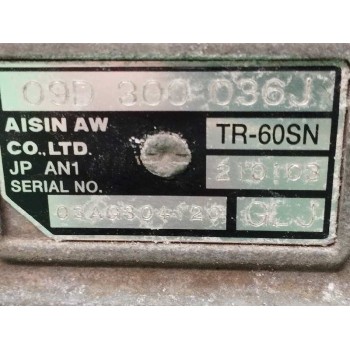 09D 300 036J
AISIN AW
CO.,LTD.
TR-60SN
JP AN1
SERIAL NO.
GLJ